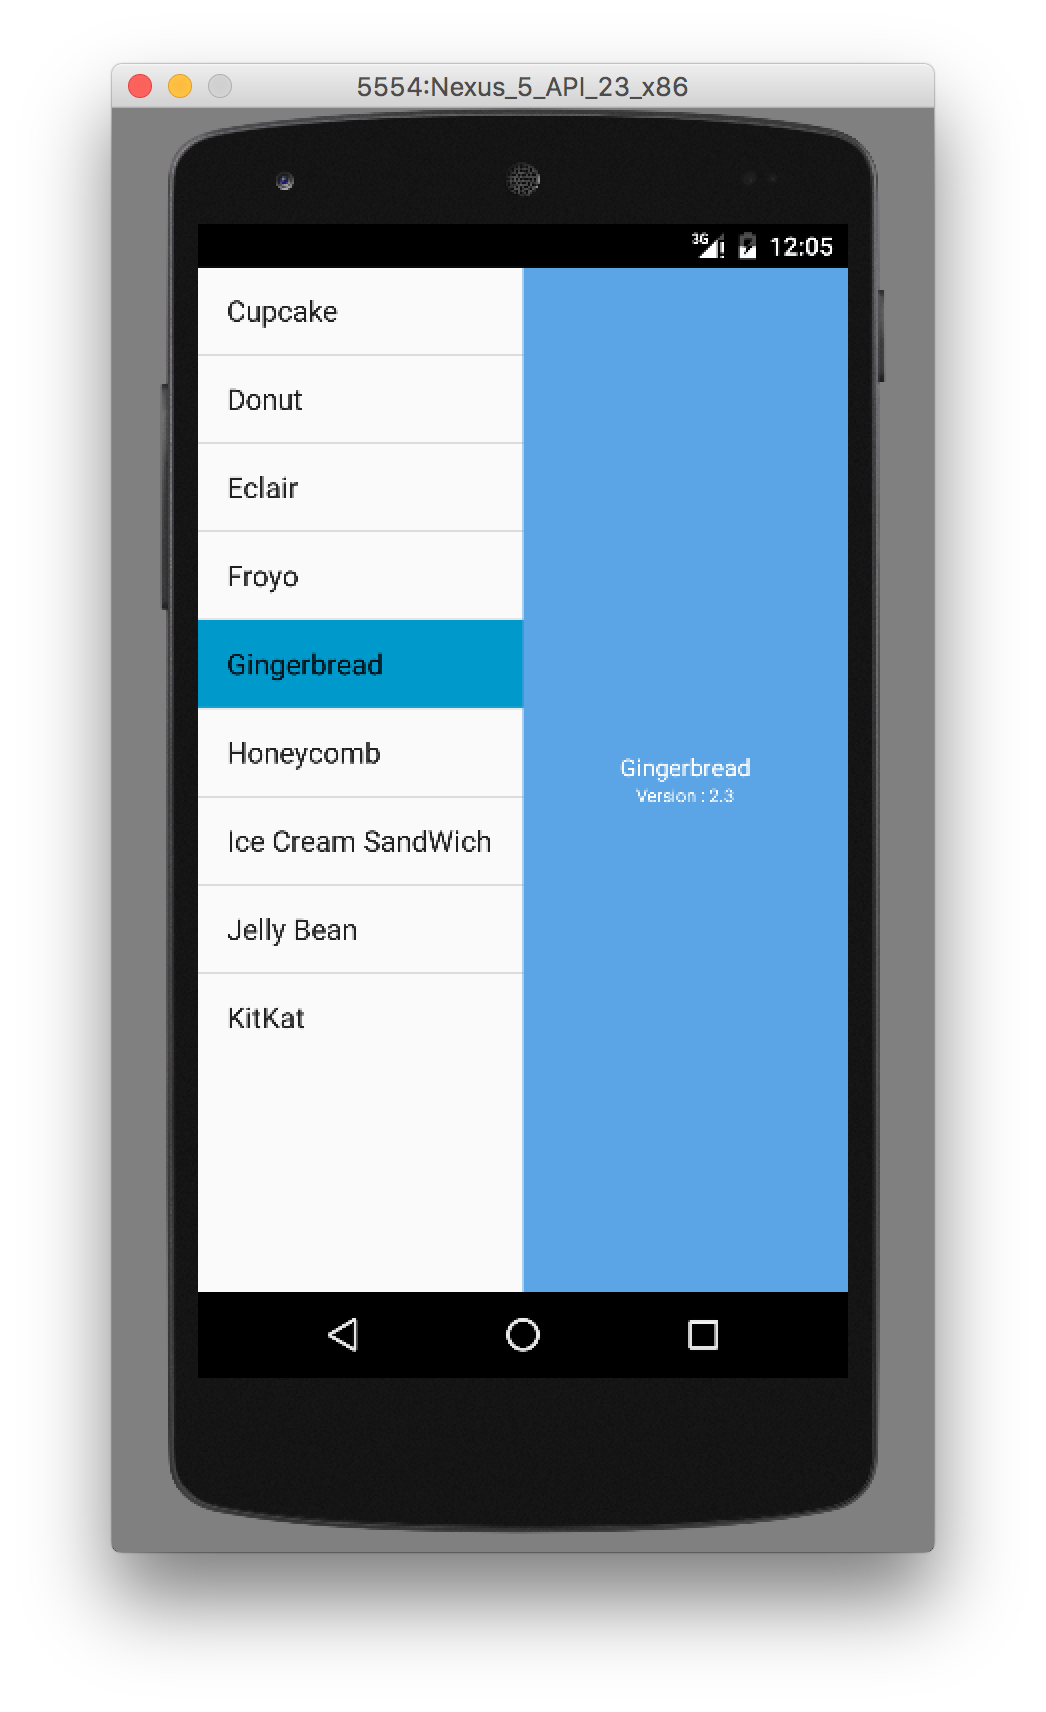 5554:Nexus_5_API_23_x86
3G 12:05
Cupcake
Donut
Eclair
Froyo
Gingerbread
Honeycomb
Ice Cream SandWich
Jelly Bean
KitKat
Gingerbread
Version : 2.3